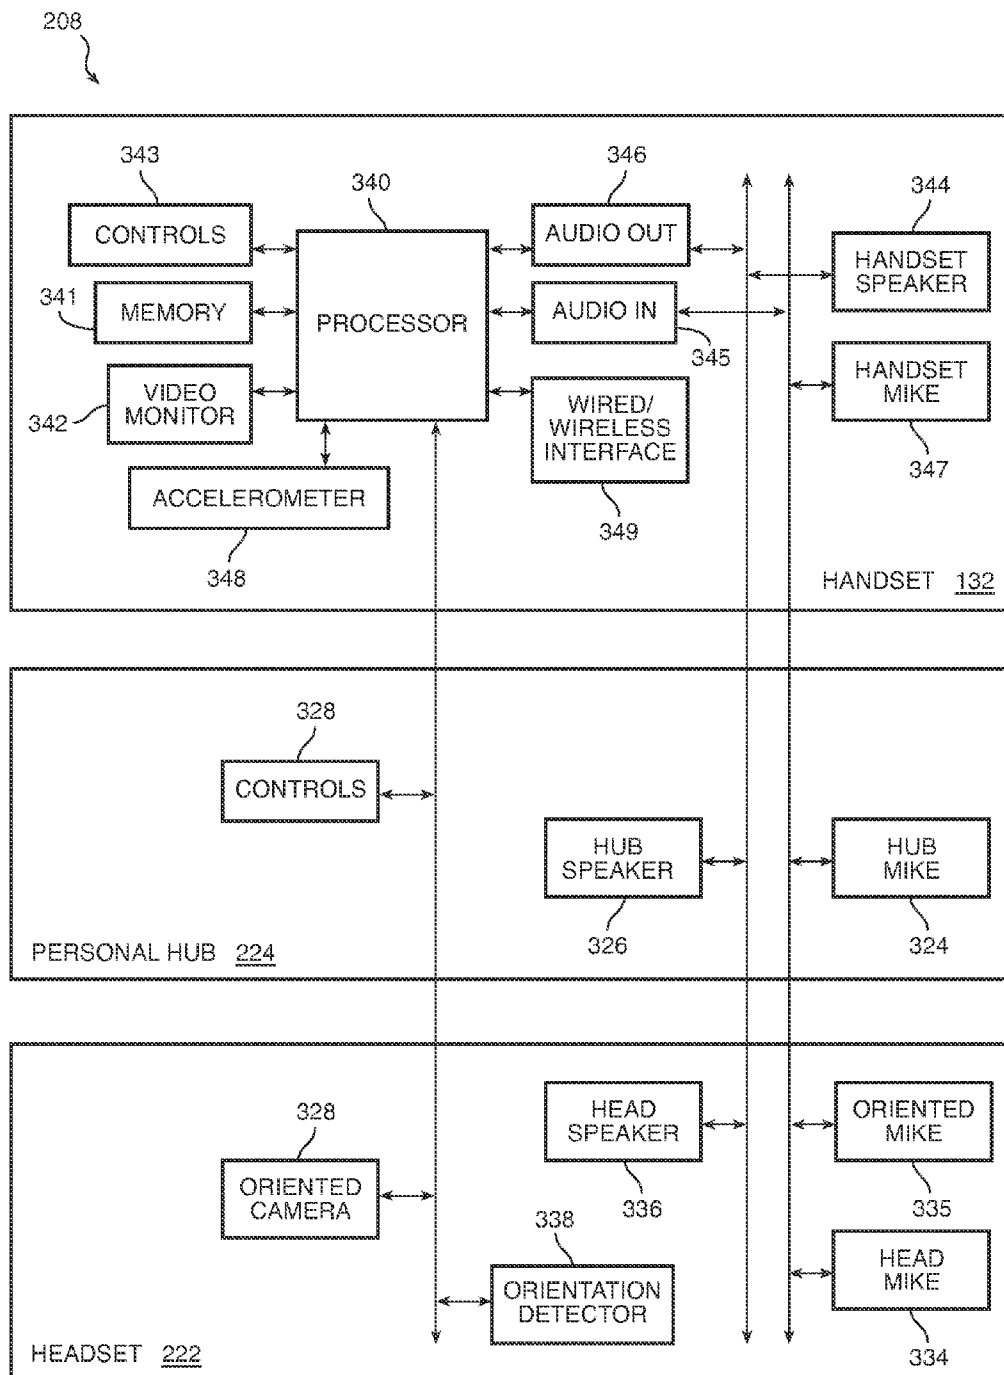 208
343
340
346
344
CONTROLS
AUDIO OUT
HANDSET
SPEAKER
341
MEMORY
PROCESSOR
AUDIO IN
345
342
VIDEO
MONITOR
WIRED/
WIRELESS
INTERFACE
HANDSET
MIKE
347
ACCELEROMETER
349
348
HANDSET 132
328
CONTROLS
HUB
SPEAKER
HUB
MIKE
326
324
PERSONAL HUB 224
328
HEAD
SPEAKER
ORIENTED
MIKE
ORIENTED
CAMERA
336
335
338
ORIENTATION
DETECTOR
HEAD
MIKE
334
HEADSET 222